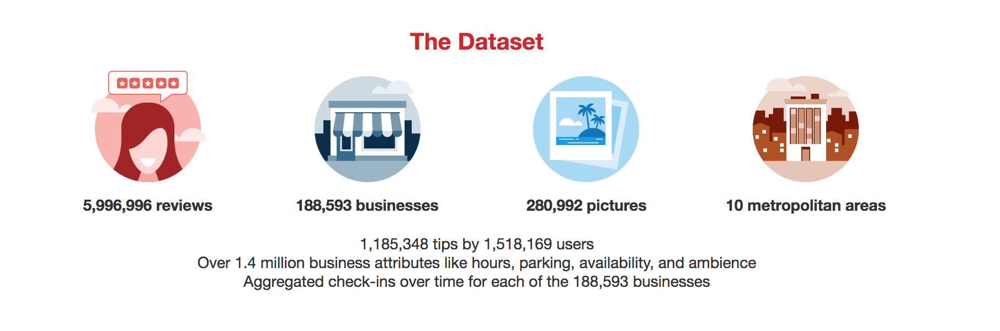 The Dataset
5,996,996 reviews
188,593 businesses
280,992 pictures
10 metropolitan areas
1,185,348 tips by 1,518,169 users
Over 1.4 million business attributes like hours, parking, availability, and ambience
Aggregated check-ins over time for each of the 188,593 businesses